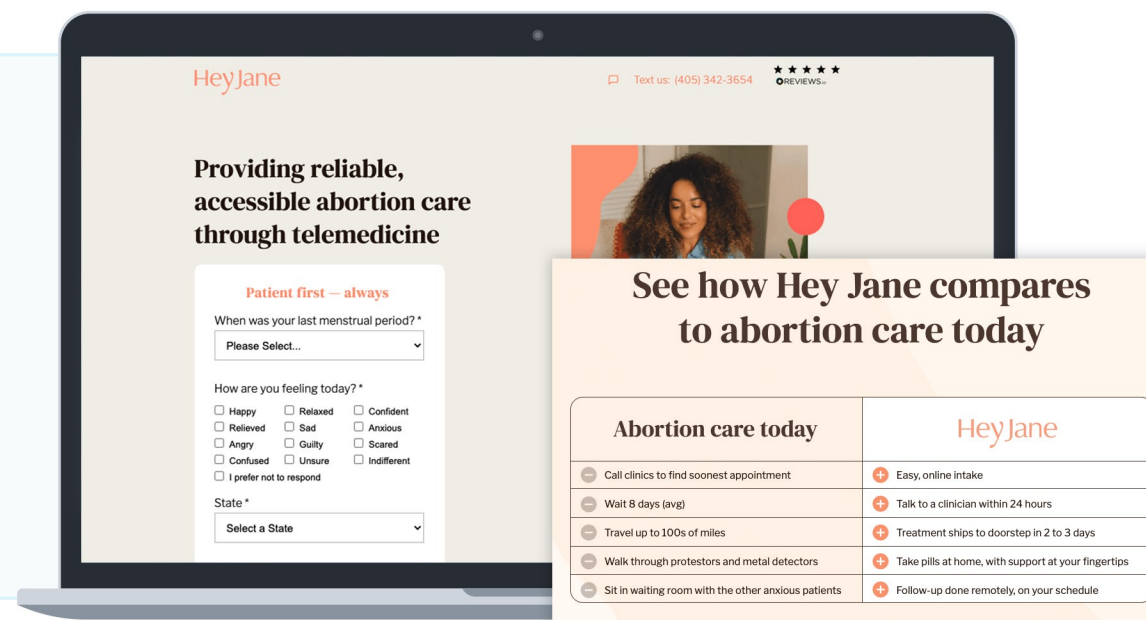 HeyJane
Text us: (405) 342-3654
REVIEWS.io
Providing reliable,
accessible abortion care
through telemedicine
Patient first — always
When was your last menstrual period? *
Please Select...
How are you feeling today? *
Happy
Relaxed
Confident
Relieved
Sad
Anxious
Angry
Guilty
Scared
Confused
Unsure
Indifferent
I prefer not to respond
State *
Select a State
See how Hey Jane compares
to abortion care today
Abortion care today
HeyJane
Call clinics to find soonest appointment
Easy, online intake
Wait 8 days (avg)
Talk to a clinician within 24 hours
Travel up to 100s of miles
Treatment ships to doorstep in 2 to 3 days
Walk through protestors and metal detectors
Take pills at home, with support at your fingertips
Sit in waiting room with the other anxious patients
Follow-up done remotely, on your schedule